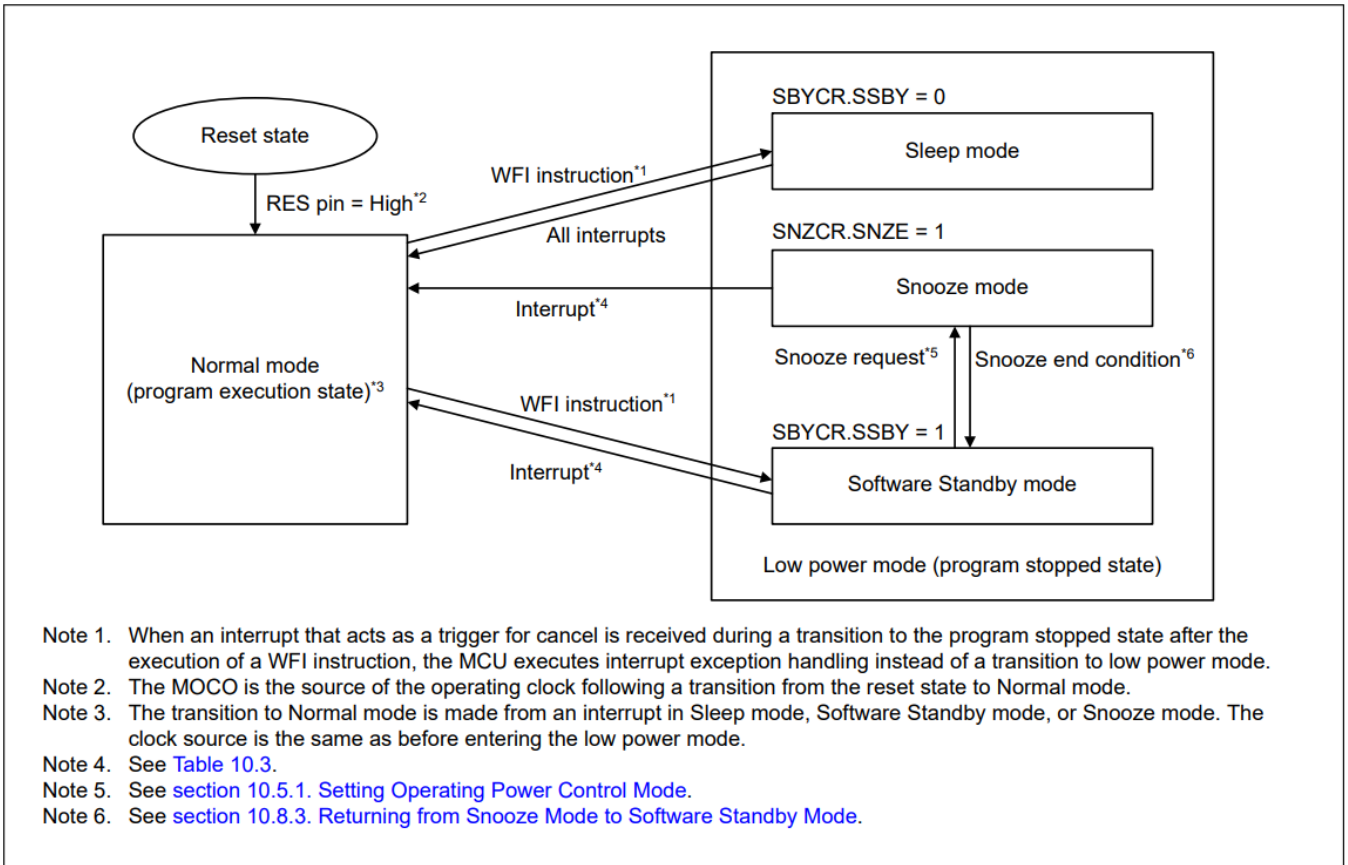 Reset state
RES pin = High*2
Normal mode
(program execution state)*3
WFI instruction*1
All interrupts
Interrupt*4
WFI instruction*1
Interrupt*4
SBYCR.SSBY = 0
Sleep mode
SNZCR.SNZE = 1
Snooze mode
Snooze request*5
Snooze end condition*6
SBYCR.SSBY = 1
Software Standby mode
Low power mode (program stopped state)
Note 1. When an interrupt that acts as a trigger for cancel is received during a transition to the program stopped state after the
execution of a WFI instruction, the MCU executes interrupt exception handling instead of a transition to low power mode.
Note 2. The MOCO is the source of the operating clock following a transition from the reset state to Normal mode.
Note 3. The transition to Normal mode is made from an interrupt in Sleep mode, Software Standby mode, or Snooze mode. The
clock source is the same as before entering the low power mode.
Note 4. See Table 10.3.
Note 5. See section 10.5.1. Setting Operating Power Control Mode.
Note 6. See section 10.8.3. Returning from Snooze Mode to Software Standby Mode.